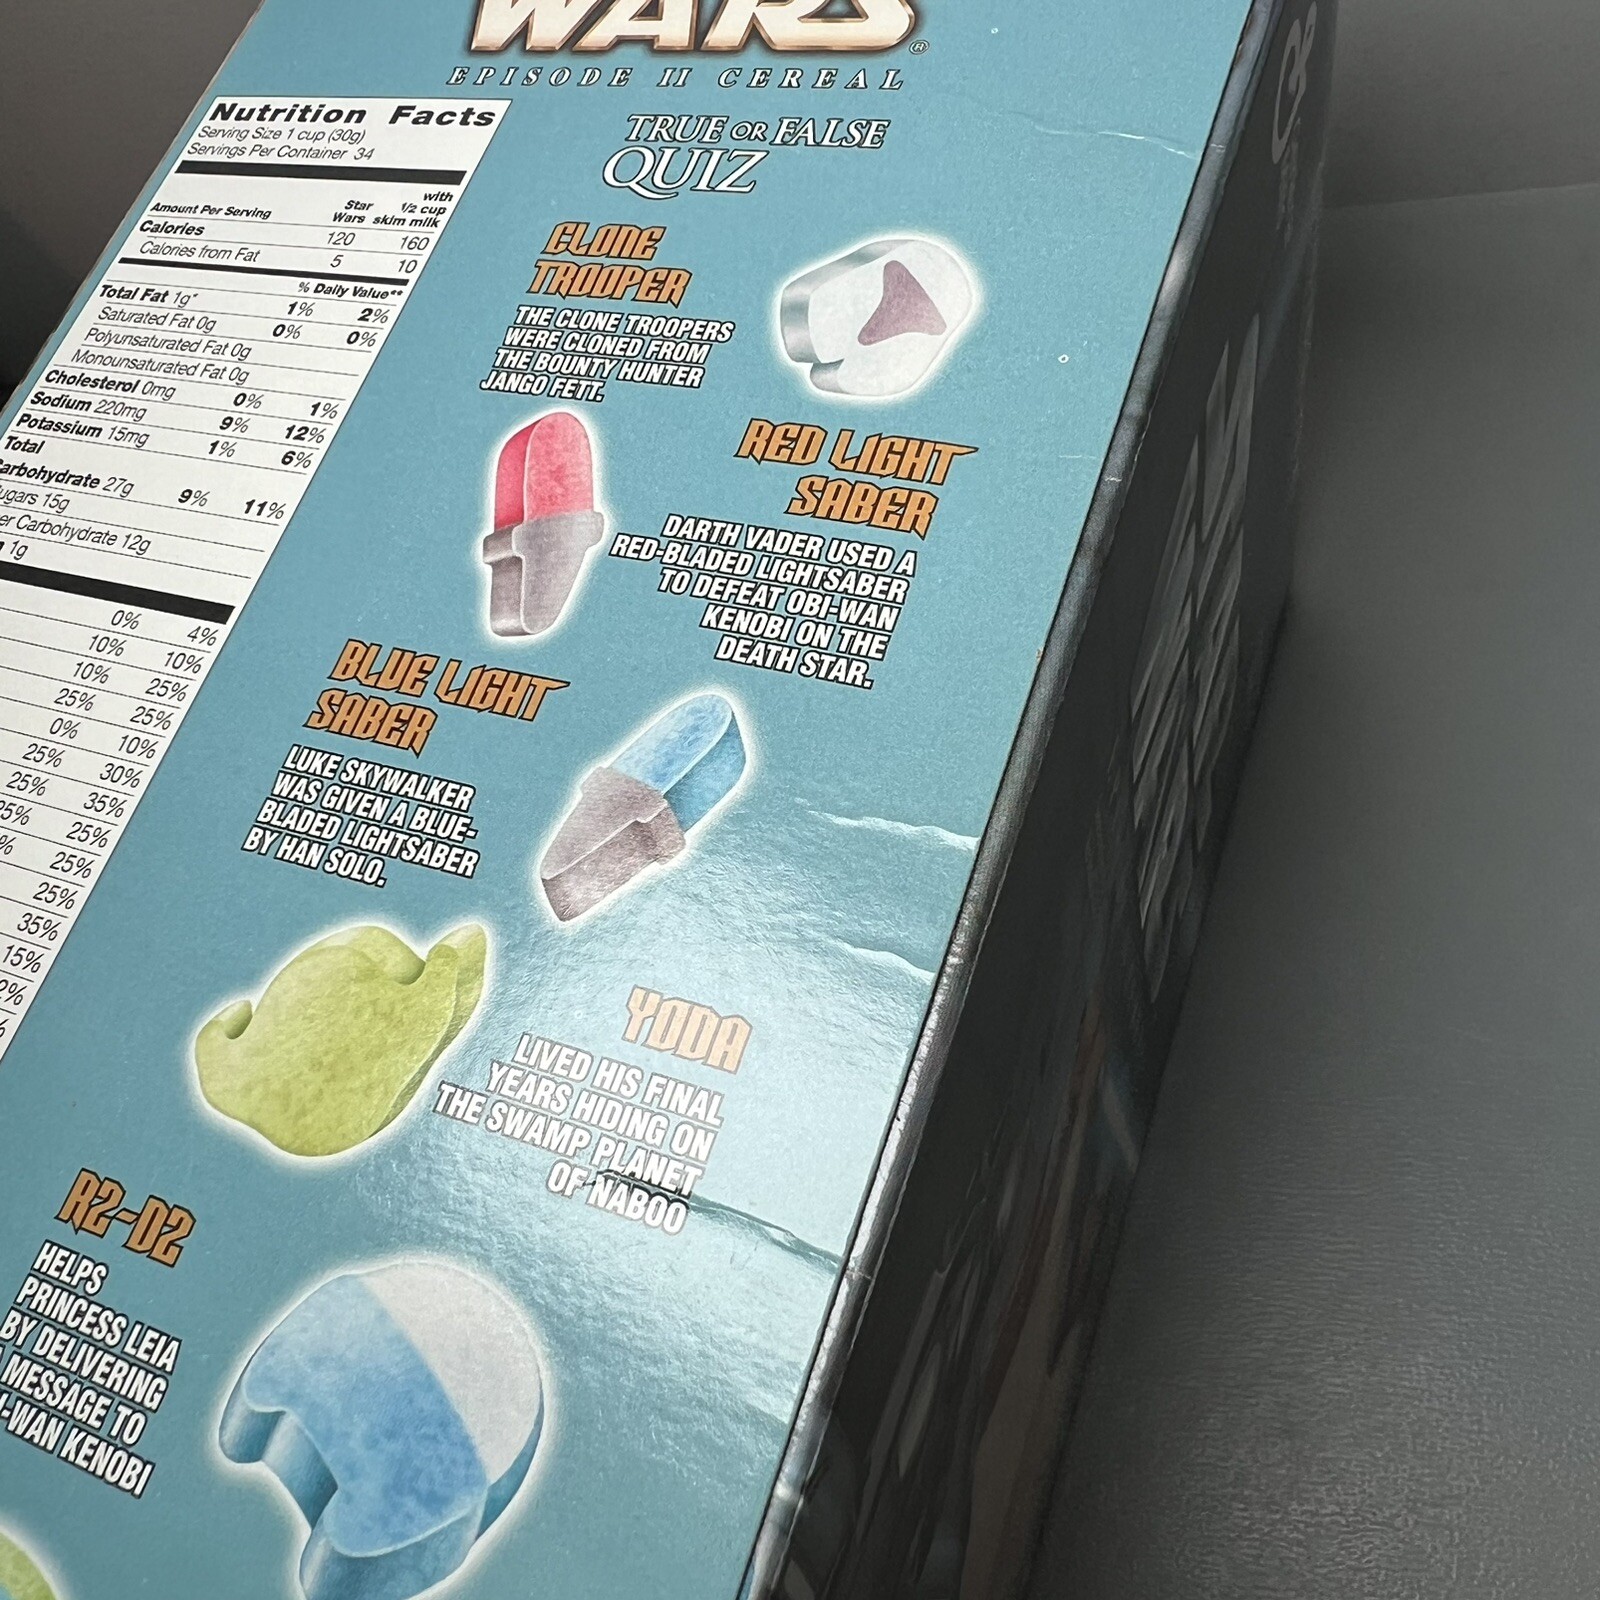 WARS®
EPISODE II CEREAL
Nutrition Facts
Serving Size 1 cup (30g)
Servings Per Container 34
Amount Per Serving
Star Wars
with 1/2 cup skim milk
Calories 120 160
Calories from Fat 5 10
% Daily Value**
Total Fat 1g* 1% 2%
Saturated Fat 0g 0% 0%
Polyunsaturated Fat 0g
Monounsaturated Fat 0g
Cholesterol 0mg 0% 1%
Sodium 220mg 9% 12%
Potassium 15mg 1% 6%
Total
arbohydrate 27g 9% 11%
ugars 15g
er Carbohydrate 12g
1g
0% 4%
10% 10%
10% 25%
25% 25%
0% 10%
25% 30%
25% 35%
25% 25%
% 25%
25%
35%
15%
2%
%
TRUE OR FALSE
QUIZ
CLONE
TROOPER
THE CLONE TROOPERS
WERE CLONED FROM
THE BOUNTY HUNTER
JANGO FETT.
RED LIGHT
SABER
DARTH VADER USED A
RED-BLADED LIGHTSABER
TO DEFEAT OBI-WAN
KENOBI ON THE
DEATH STAR.
BLUE LIGHT
SABER
LUKE SKYWALKER
WAS GIVEN A BLUE-
BLADED LIGHTSABER
BY HAN SOLO.
YODA
LIVED HIS FINAL
YEARS HIDING ON
THE SWAMP PLANET
OF NABOO
R2-D2
HELPS
PRINCESS LEIA
BY DELIVERING
MESSAGE TO
I-WAN KENOBI